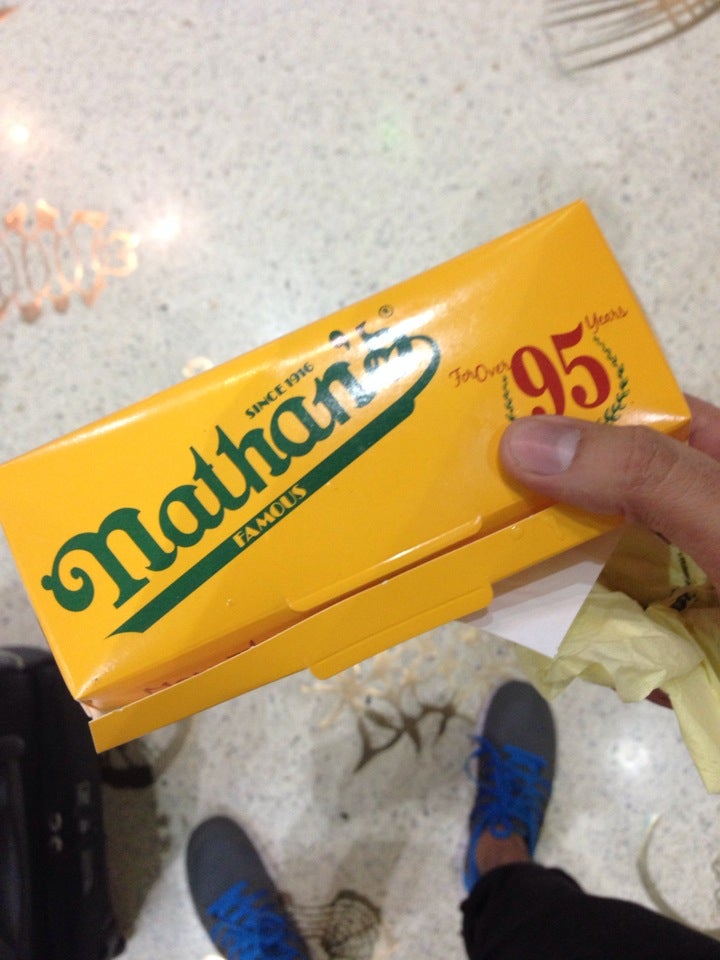 SINCE 1916
Nathan's®
FAMOUS
For Over
95
Years